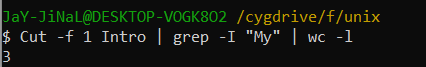 JaY-JiNaL@DESKTOP-VOGK8O2 /cygdrive/f/unix
$ Cut -f 1 Intro | grep -I "My" | wc -l
3